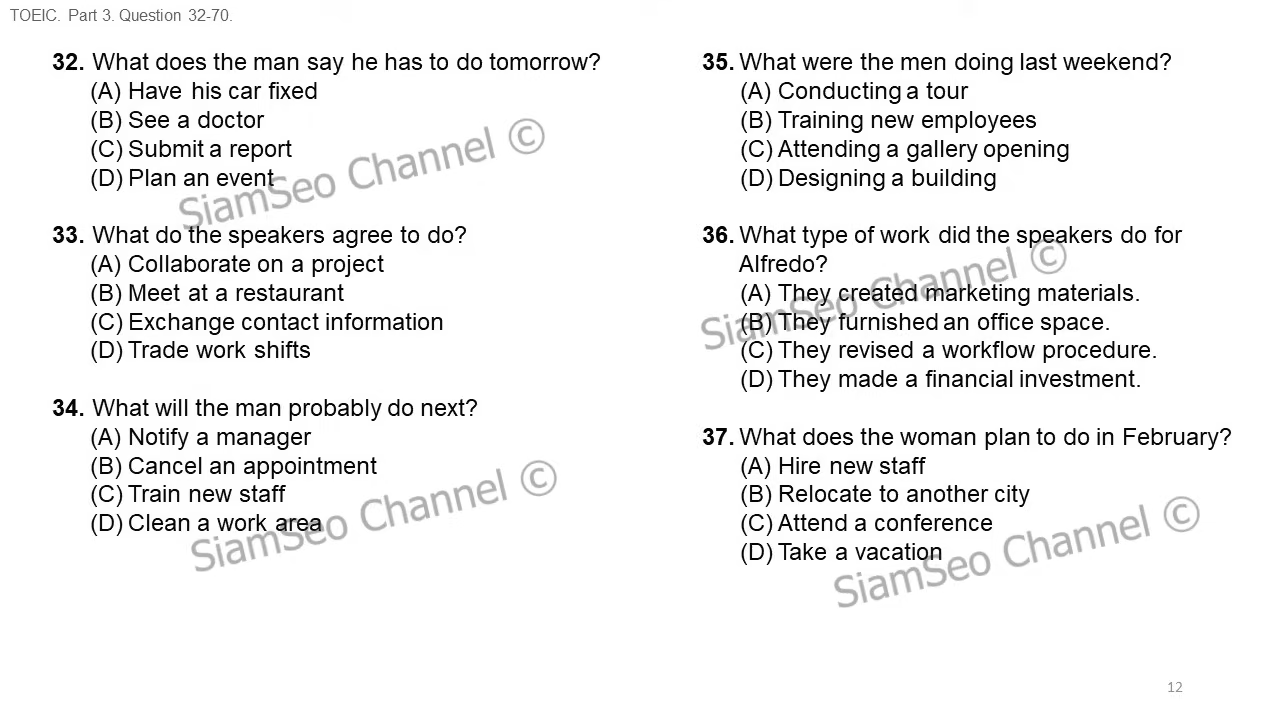 TOEIC. Part 3. Question 32-70.
32. What does the man say he has to do tomorrow?
(A) Have his car fixed
(B) See a doctor
(C) Submit a report
(D) Plan an event
33. What do the speakers agree to do?
(A) Collaborate on a project
(B) Meet at a restaurant
(C) Exchange contact information
(D) Trade work shifts
34. What will the man probably do next?
(A) Notify a manager
(B) Cancel an appointment
(C) Train new staff
(D) Clean a work area
SiamSeo Channel ©
SiamSeo Channel ©
35. What were the men doing last weekend?
(A) Conducting a tour
(B) Training new employees
(C) Attending a gallery opening
(D) Designing a building
36. What type of work did the speakers do for
Alfredo?
(A) They created marketing materials.
(B) They furnished an office space.
(C) They revised a workflow procedure.
(D) They made a financial investment.
37. What does the woman plan to do in February?
(A) Hire new staff
(B) Relocate to another city
(C) Attend a conference
(D) Take a vacation
SiamSeo Channel ©
SiamSeo Channel ©
12